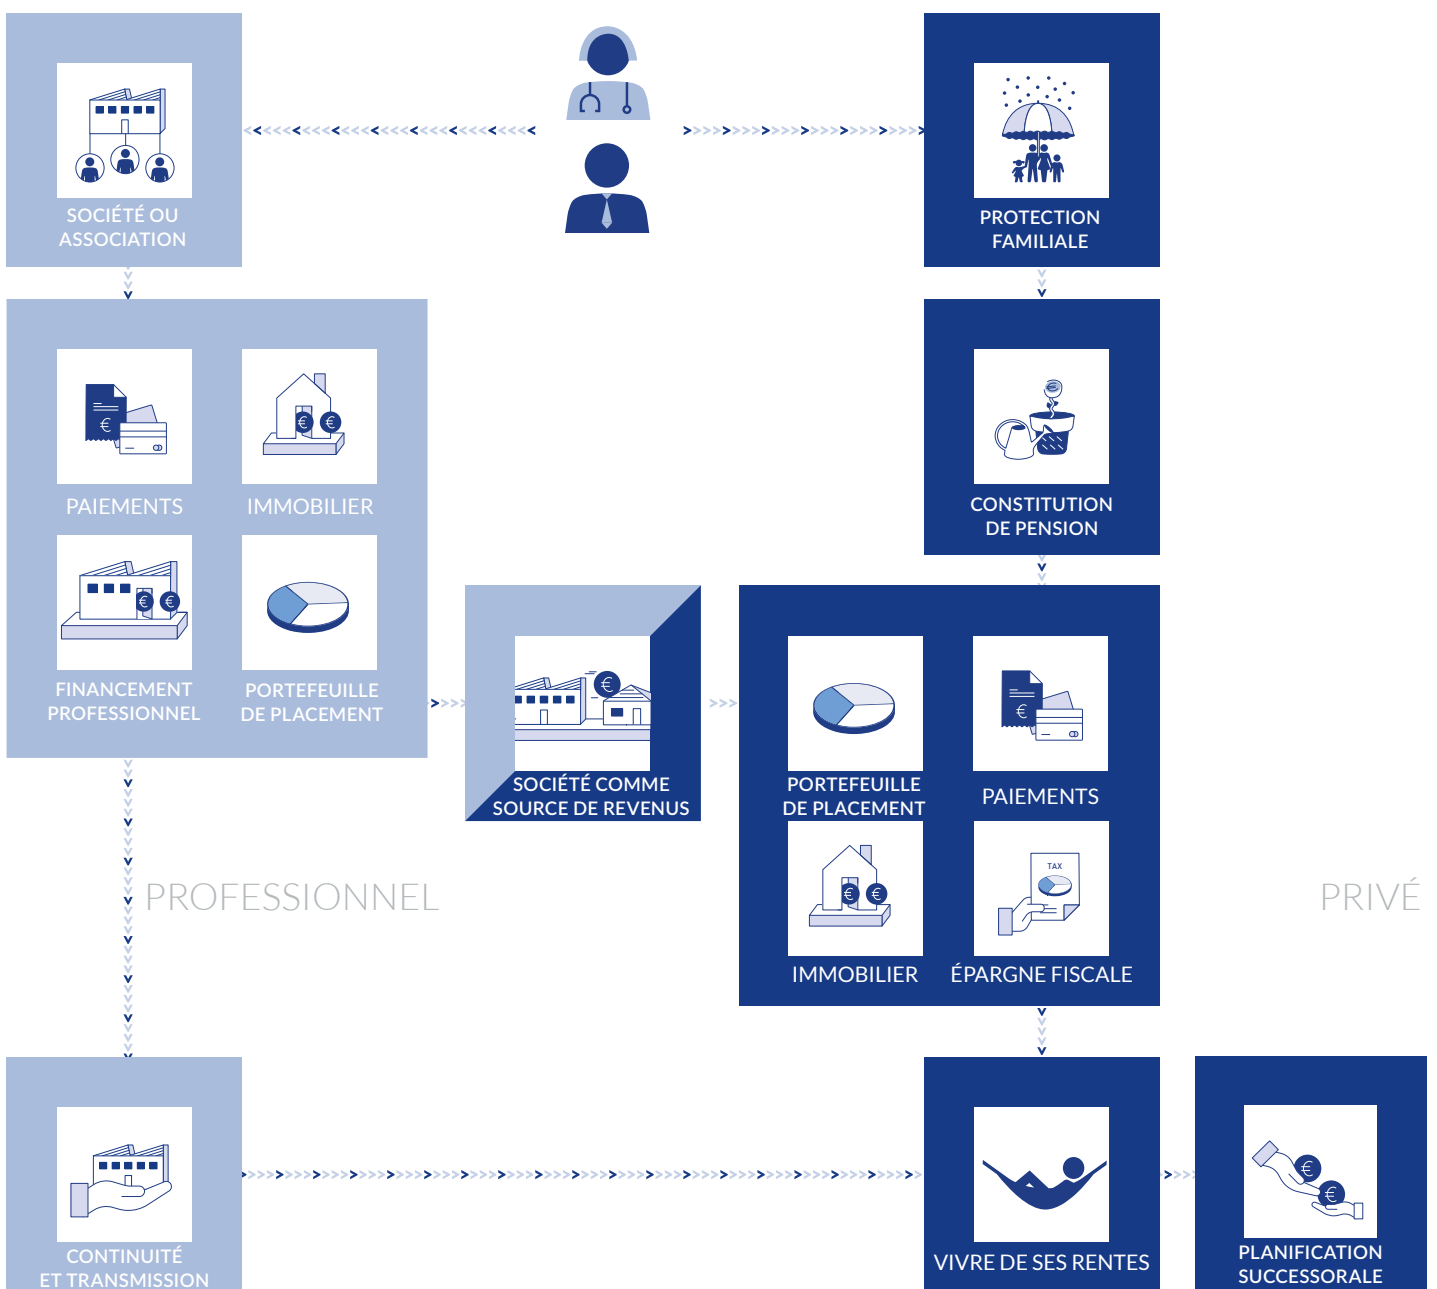 SOCIÉTÉ OU
ASSOCIATION
PROTECTION
FAMILIALE
PAIEMENTS
IMMOBILIER
€
€ €
CONSTITUTION
DE PENSION
€
FINANCEMENT
PROFESSIONNEL
€ €
PORTEFEUILLE
DE PLACEMENT
SOCIÉTÉ COMME
SOURCE DE REVENUS
€
PORTEFEUILLE
DE PLACEMENT
PAIEMENTS
€
IMMOBILIER
€ €
TAX
ÉPARGNE FISCALE
PROFESSIONNEL
PRIVÉ
CONTINUITÉ
ET TRANSMISSION
VIVRE DE SES RENTES
€
€
PLANIFICATION
SUCCESSORALE